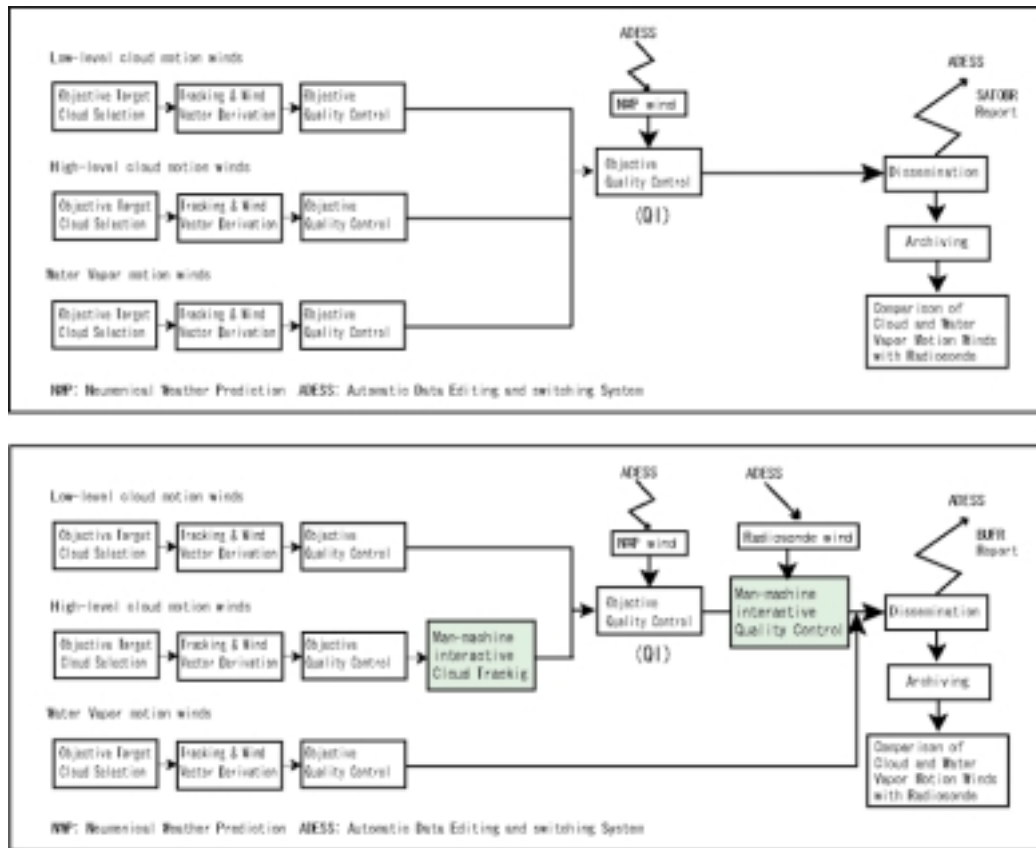 ADESS
ADESS
Low-level cloud motion winds
Objective Target
Cloud Selection
Tracking & Wind
Vector Derivation
Objective
Quality Control
NWP wind
SATOBR
Report
High-level cloud motion winds
Objective Target
Cloud Selection
Tracking & Wind
Vector Derivation
Objective
Quality Control
Objective
Quality Control
(QI)
Dissemination
Archiving
Water Vapor motion winds
Objective Target
Cloud Selection
Tracking & Wind
Vector Derivation
Objective
Quality Control
Comparison of
Cloud and Water
Vapor Motion Winds
with Radiosonde
NWP: Neumenical Weather Prediction ADESS: Automatic Data Editing and switching System
ADESS
ADESS
ADESS
Low-level cloud motion winds
Objective Target
Cloud Selection
Tracking & Wind
Vector Derivation
Objective
Quality Control
NWP wind
Radiosonde wind
BUFR
Report
High-level cloud motion winds
Objective Target
Cloud Selection
Tracking & Wind
Vector Derivation
Objective
Quality Control
Man-machine
interactive
Cloud Trackig
Objective
Quality Control
(QI)
Man-machine
interactive
Quality Control
Dissemination
Archiving
Water Vapor motion winds
Objective Target
Cloud Selection
Tracking & Wind
Vector Derivation
Objective
Quality Control
Comparison of
Cloud and Water
Vapor Motion Winds
with Radiosonde
NWP: Neumenical Weather Prediction ADESS: Automatic Data Editing and switching System